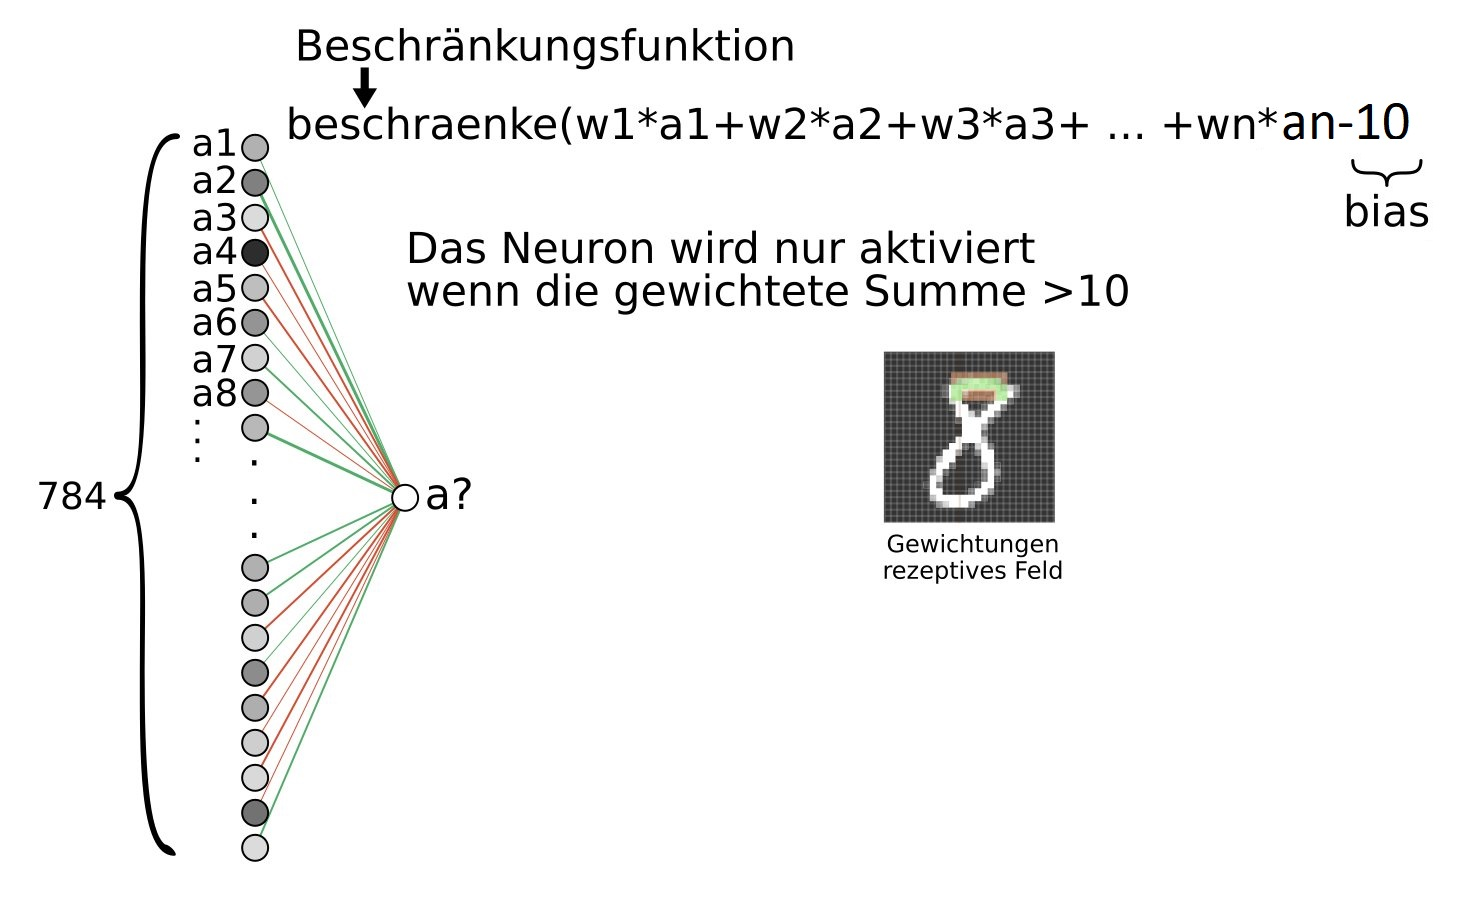 Beschränkungsfunktion
beschraenke(w1*a1+w2*a2+w3*a3+ ... +wn*an-10
bias
a1
a2
a3
a4
a5
a6
a7
a8
Das Neuron wird nur aktiviert
wenn die gewichtete Summe >10
784
a?
Gewichtungen
rezeptives Feld